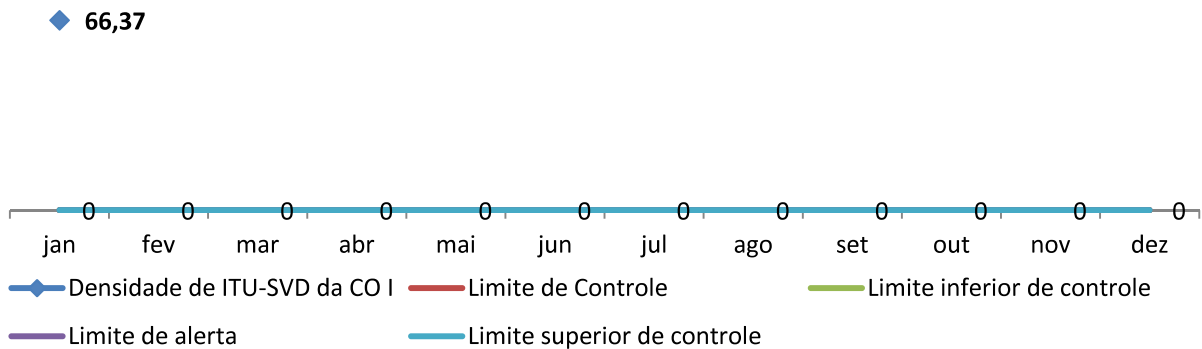 66,37
0 0 0 0 0 0 0 0 0 0 0 0
jan fev mar abr mai jun jul ago set out nov dez
Densidade de ITU-SVD da CO I Limite de Controle Limite inferior de controle
Limite de alerta Limite superior de controle